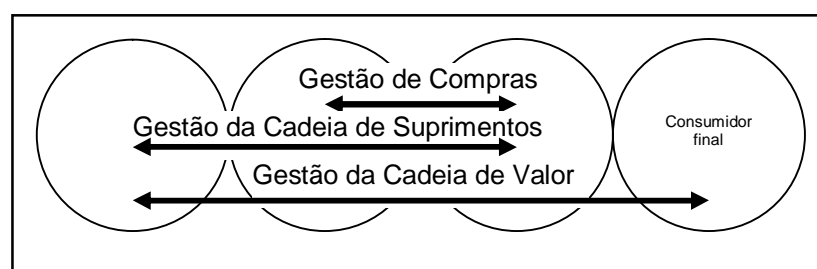 Gestão de Compras
Gestão da Cadeia de Suprimentos
Consumidor
final
Gestão da Cadeia de Valor